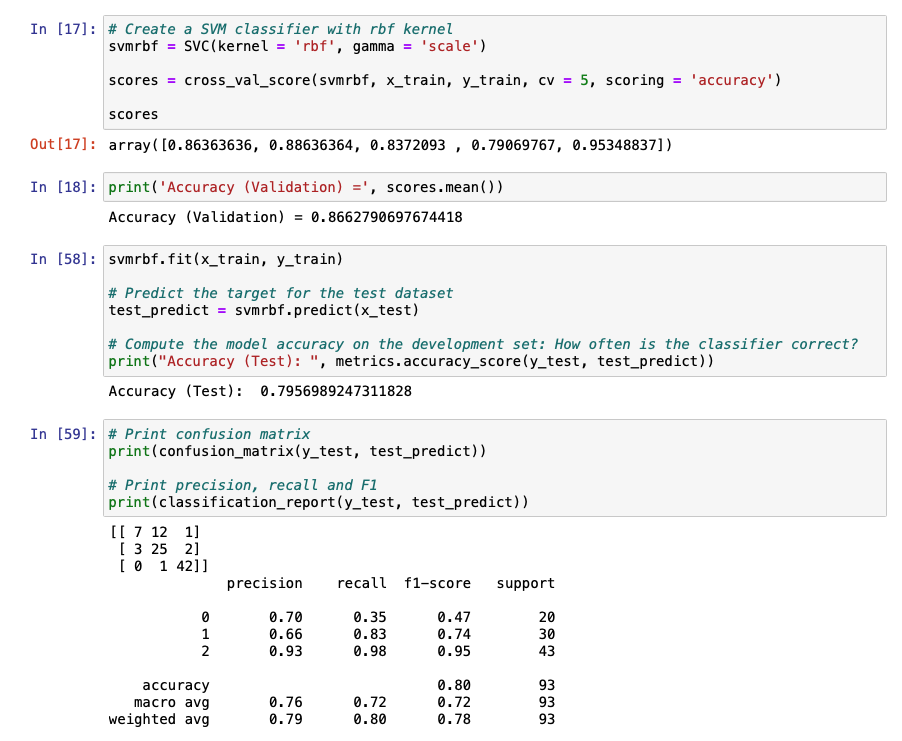 In [17]: # Create a SVM classifier with rbf kernel
svmrbf = SVC(kernel = 'rbf', gamma = 'scale')
scores = cross_val_score(svmrbf, x_train, y_train, cv = 5, scoring = 'accuracy')
scores
Out[17]: array([0.86363636, 0.88636364, 0.8372093 , 0.79069767, 0.95348837])
In [18]: print('Accuracy (Validation) =', scores.mean())
Accuracy (Validation) = 0.8662790697674418
In [58]: svmrbf.fit(x_train, y_train)
# Predict the target for the test dataset
test_predict = svmrbf.predict(x_test)
# Compute the model accuracy on the development set: How often is the classifier correct?
print("Accuracy (Test): ", metrics.accuracy_score(y_test, test_predict))
Accuracy (Test):  0.7956989247311828
In [59]: # Print confusion matrix
print(confusion_matrix(y_test, test_predict))
# Print precision, recall and F1
print(classification_report(y_test, test_predict))
[[ 7 12  1]
 [ 3 25  2]
 [ 0  1 42]]
              precision    recall  f1-score   support
           0       0.70      0.35      0.47        20
           1       0.66      0.83      0.74        30
           2       0.93      0.98      0.95        43
    accuracy                           0.80        93
   macro avg       0.76      0.72      0.72        93
weighted avg       0.79      0.80      0.78        93